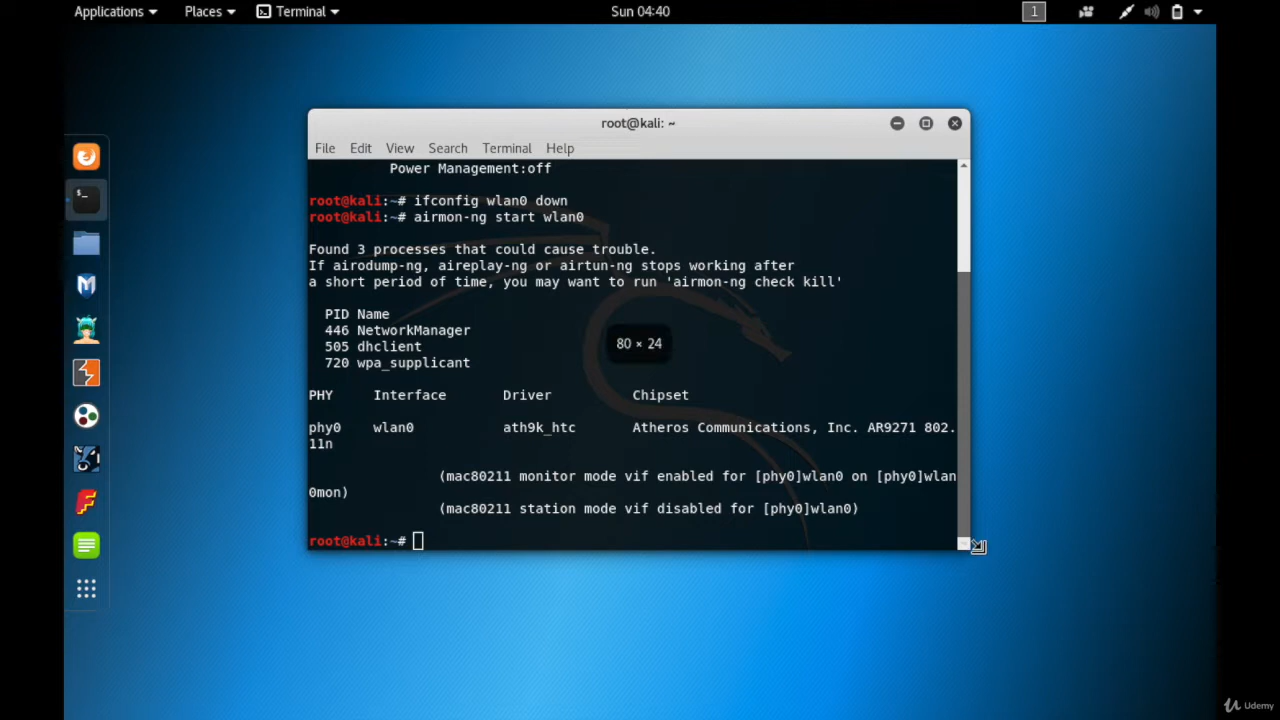 Applications Places Terminal Sun 04:40 1
root@kali: ~
File Edit View Search Terminal Help
Power Management:off
root@kali:~# ifconfig wlan0 down
root@kali:~# airmon-ng start wlan0
Found 3 processes that could cause trouble.
If airodump-ng, aireplay-ng or airtun-ng stops working after
a short period of time, you may want to run 'airmon-ng check kill'
PID Name
446 NetworkManager
505 dhclient
720 wpa_supplicant
80 × 24
PHY Interface Driver Chipset
phy0 wlan0 ath9k_htc Atheros Communications, Inc. AR9271 802.
11n
(mac80211 monitor mode vif enabled for [phy0]wlan0 on [phy0]wlan
0mon)
(mac80211 station mode vif disabled for [phy0]wlan0)
root@kali:~#
Udemy